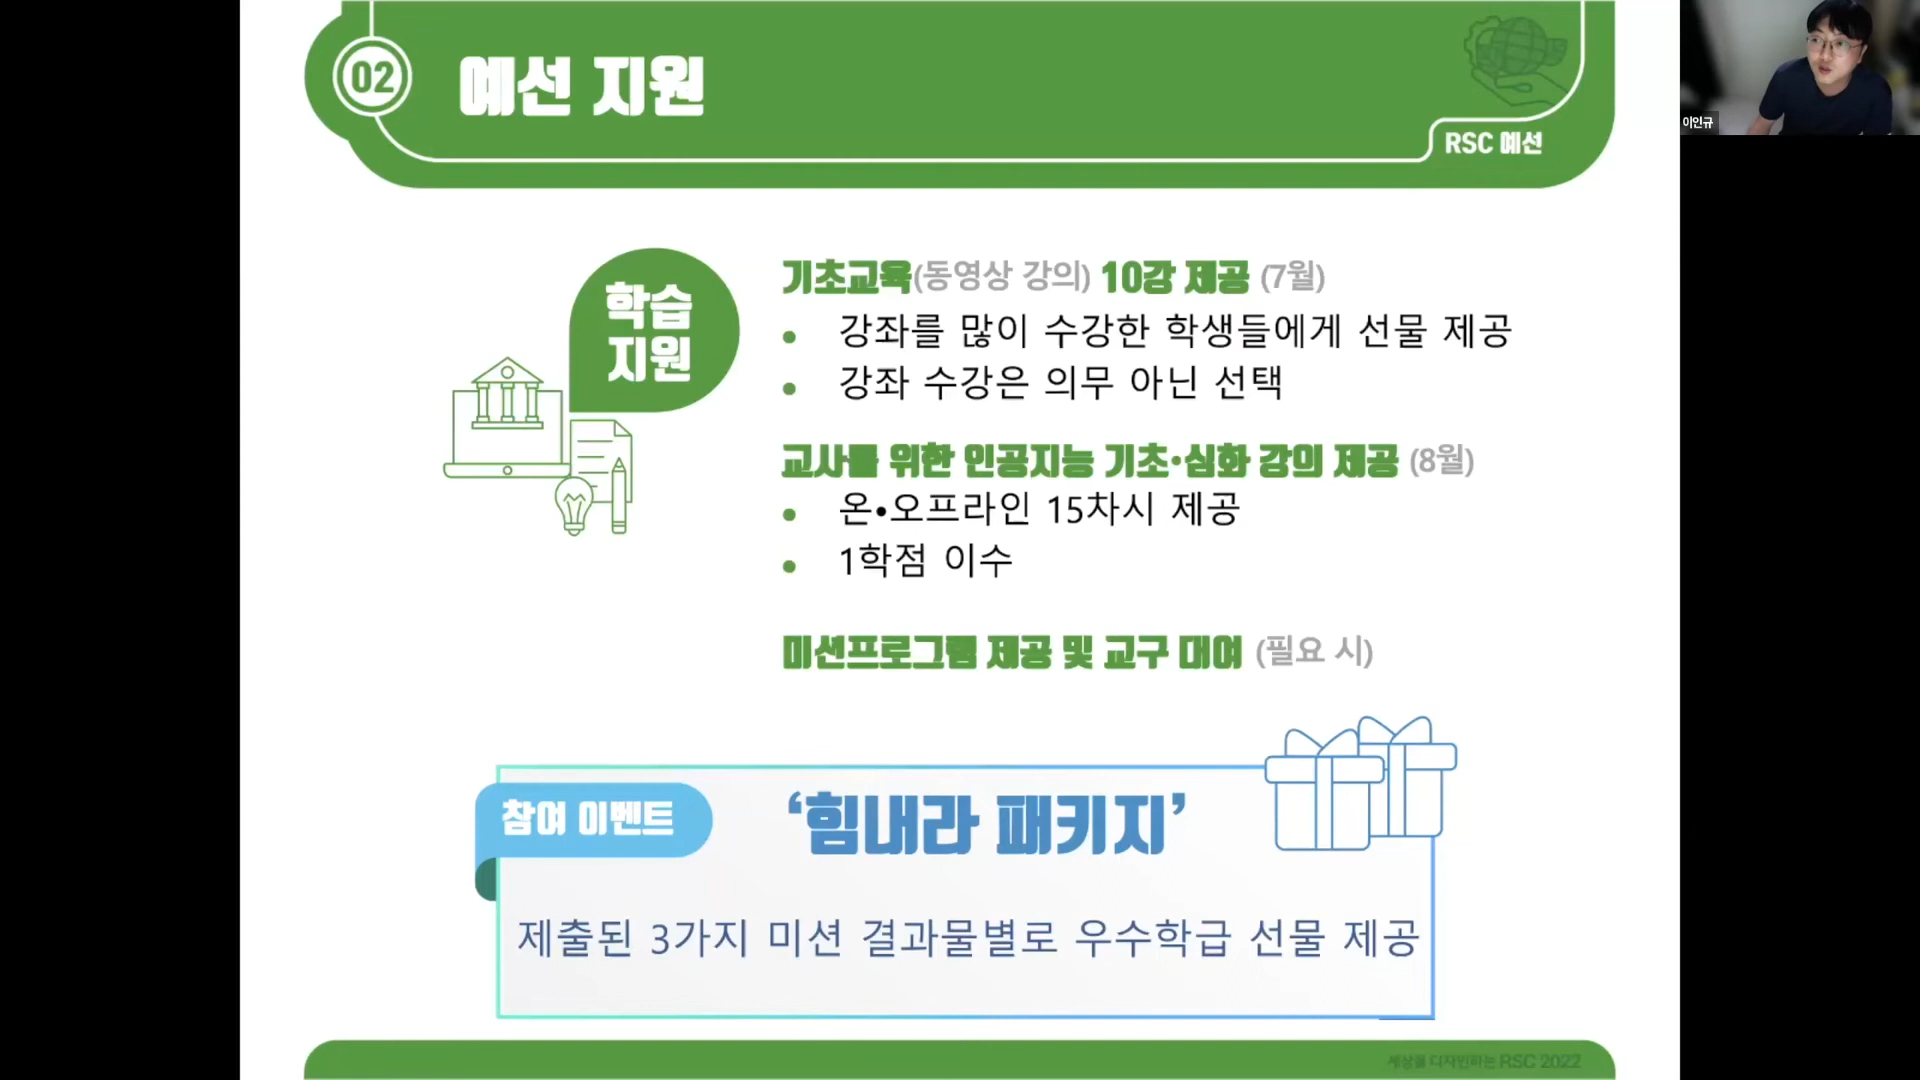 02
예선 지원
RSC 예선
이인규
학습
지원
기초교육(동영상 강의) 10강 제공 (7월)
• 강좌를 많이 수강한 학생들에게 선물 제공
• 강좌 수강은 의무 아닌 선택
교사를 위한 인공지능 기초·심화 강의 제공 (8월)
• 온•오프라인 15차시 제공
• 1학점 이수
미션프로그램 제공 및 교구 대여 (필요 시)
참여 이벤트
‘힘내라 패키지’
제출된 3가지 미션 결과물별로 우수학급 선물 제공
세상을 디자인하는 RSC 2022